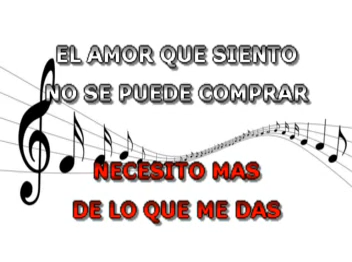 EL AMOR QUE SIENTO
NO SE PUEDE COMPRAR
NECESITO MAS
DE LO QUE ME DAS